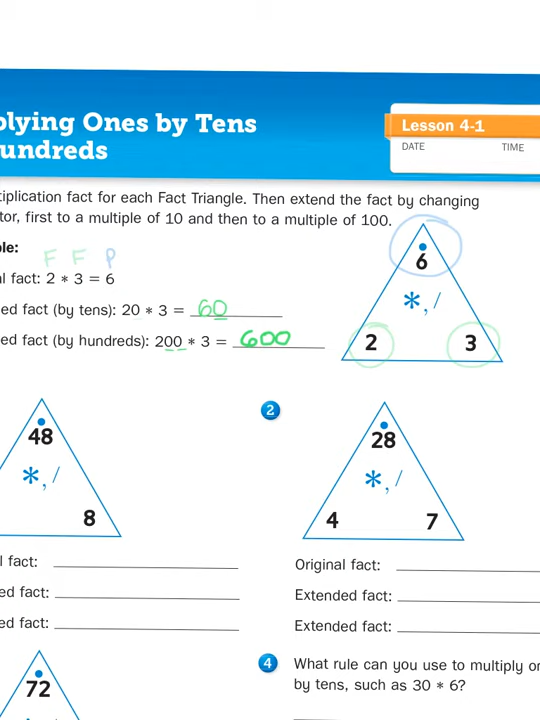 plying Ones by Tens
undreds
Lesson 4-1
DATE TIME
tiplication fact for each Fact Triangle. Then extend the fact by changing
tor, first to a multiple of 10 and then to a multiple of 100.
ple:
F F P
al fact: 2 * 3 = 6
ed fact (by tens): 20 * 3 = 60
ed fact (by hundreds): 200 * 3 = 600
6
*, /
2 3
48
*, /
8
l fact:
ed fact:
ed fact:
2
28
*, /
4 7
Original fact:
Extended fact:
Extended fact:
72
4 What rule can you use to multiply on
by tens, such as 30 * 6?